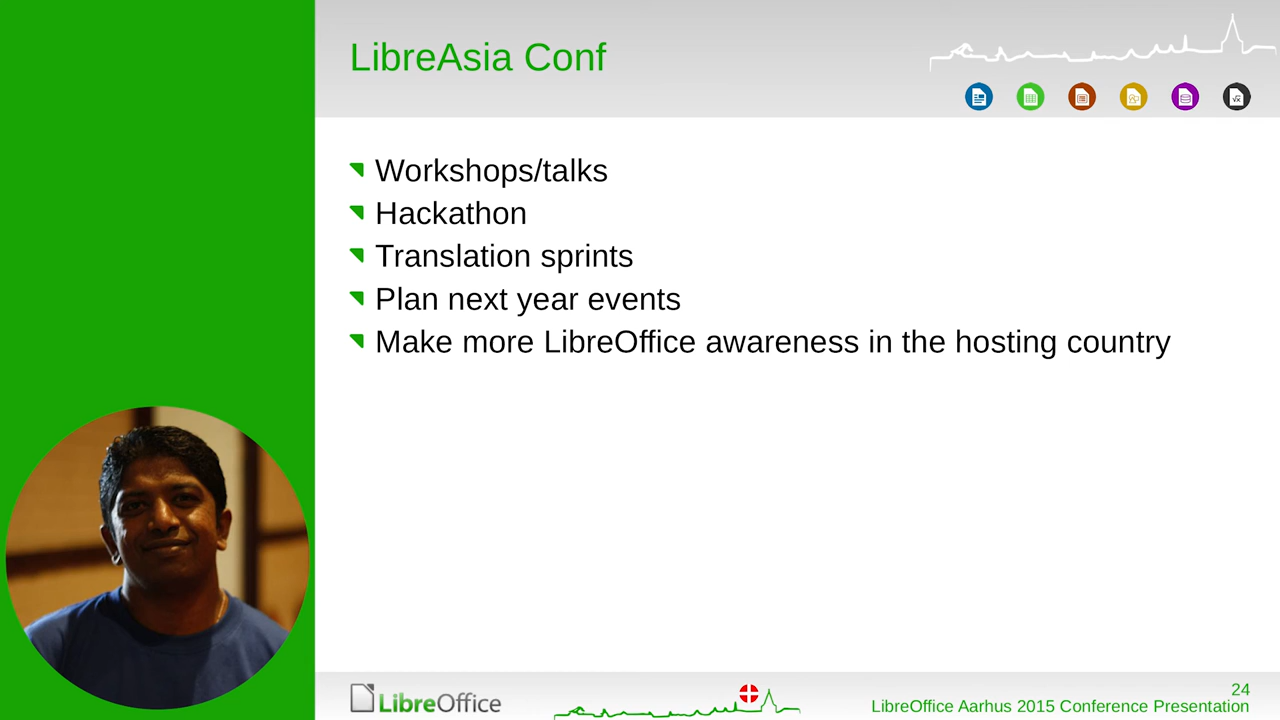 LibreAsia Conf
Workshops/talks
Hackathon
Translation sprints
Plan next year events
Make more LibreOffice awareness in the hosting country
LibreOffice
24
LibreOffice Aarhus 2015 Conference Presentation